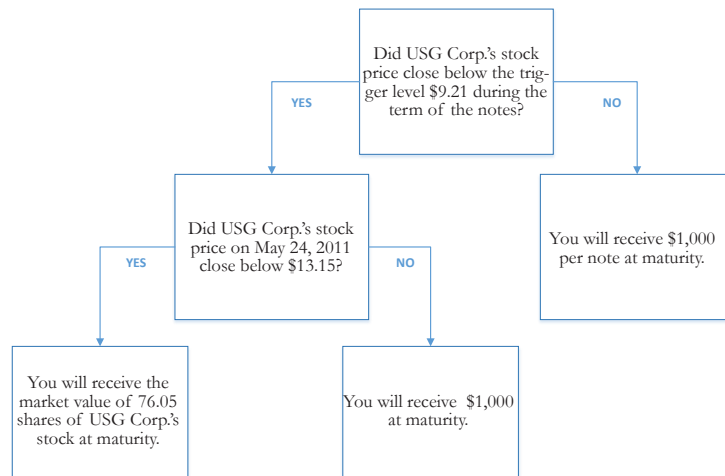 Did USG Corp.'s stock
price close below the trig-
ger level $9.21 during the
term of the notes?
YES
NO
Did USG Corp.'s stock
price on May 24, 2011
close below $13.15?
You will receive $1,000
per note at maturity.
YES
NO
You will receive the
market value of 76.05
shares of USG Corp.'s
stock at maturity.
You will receive $1,000
at maturity.